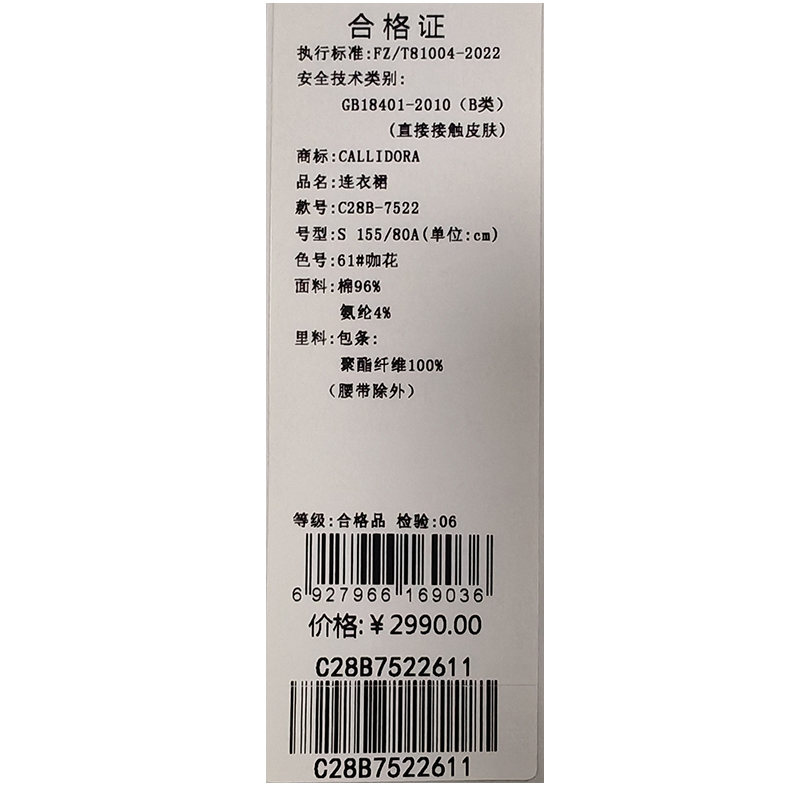 合格证
执行标准:FZ/T81004-2022
安全技术类别:
GB18401-2010（B类）
(直接接触皮肤)
商标:CALLIDORA
品名:连衣裙
款号:C28B-7522
号型:S 155/80A(单位:cm)
色号:61#咖花
面料:棉96%
氨纶4%
里料:包条:
聚酯纤维100%
（腰带除外）
等级:合格品 检验:06
6 927966 169036
价格:¥2990.00
C28B7522611
C28B7522611